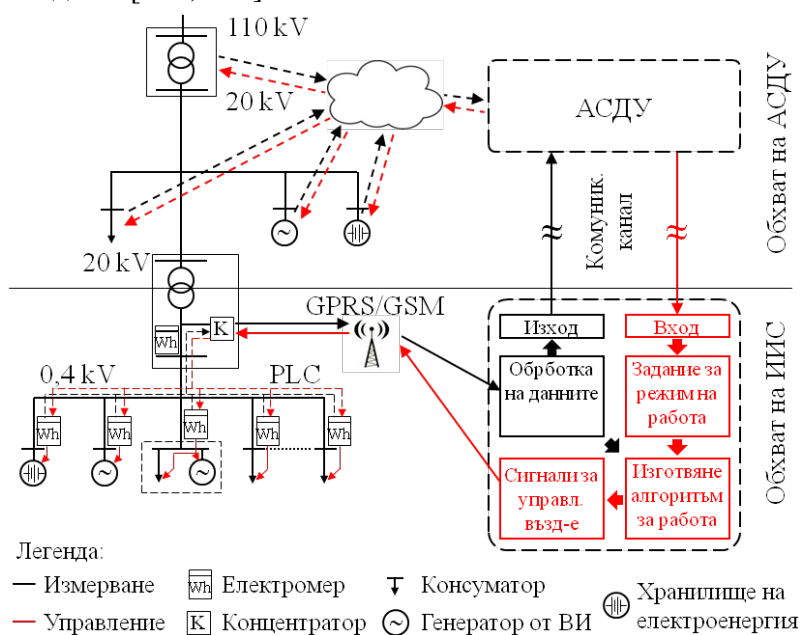 110 kV
20 kV
АСДУ
Обхват на АСДУ
Комуник.
канал
20 kV
GPRS/GSM
K
Wh
Изход
Вход
Обрботка
на данните
Задание за
режим на
работа
0,4 kV
PLC
Wh
Wh
Wh
Wh
Wh
Сигнали за
управл.
възд-е
Изготвяне
алгоритъм
за работа
Обхват на ИИС
Легенда:
Измерване
Wh Електромер
Консуматор
Хранилище на
електроенергия
Управление
K Концентратор
Генератор от ВИ